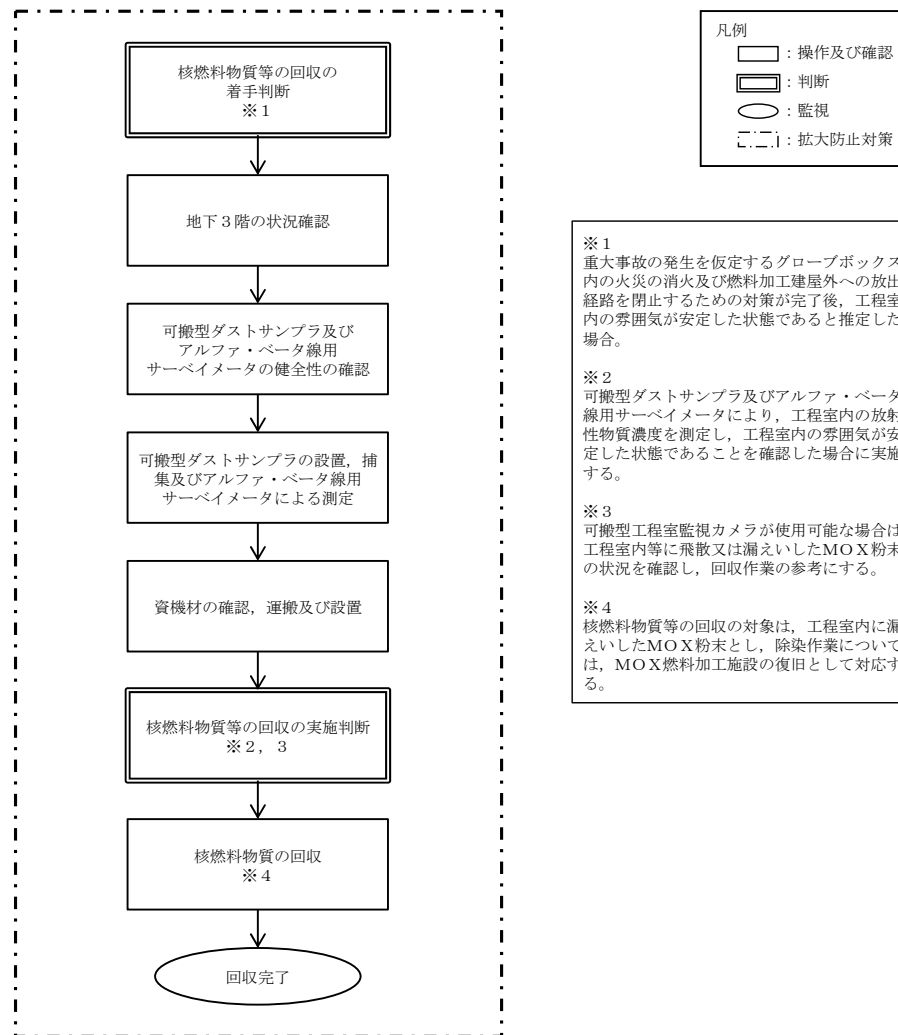 核燃料物質等の回収の
着手判断
※1
地下3階の状況確認
可搬型ダストサンプラ及び
アルファ・ベータ線用
サーベイメータの健全性の確認
可搬型ダストサンプラの設置，捕
集及びアルファ・ベータ線用
サーベイメータによる測定
資機材の確認，運搬及び設置
核燃料物質等の回収の実施判断
※2，3
核燃料物質の回収
※4
回収完了
凡例
：操作及び確認
：判断
：監視
：拡大防止対策
※1
重大事故の発生を仮定するグローブボックス
内の火災の消火及び燃料加工建屋外への放出
経路を閉止するための対策が完了後，工程室
内の雰囲気が安定した状態であると推定した
場合。
※2
可搬型ダストサンプラ及びアルファ・ベータ
線用サーベイメータにより，工程室内の放射
性物質濃度を測定し，工程室内の雰囲気が安
定した状態であることを確認した場合に実施
する。
※3
可搬型工程室監視カメラが使用可能な場合は
工程室内等に飛散又は漏えいしたMOX粉末
の状況を確認し，回収作業の参考にする。
※4
核燃料物質等の回収の対象は，工程室内に漏
えいしたMOX粉末とし，除染作業について
は，MOX燃料加工施設の復旧として対応す
る。